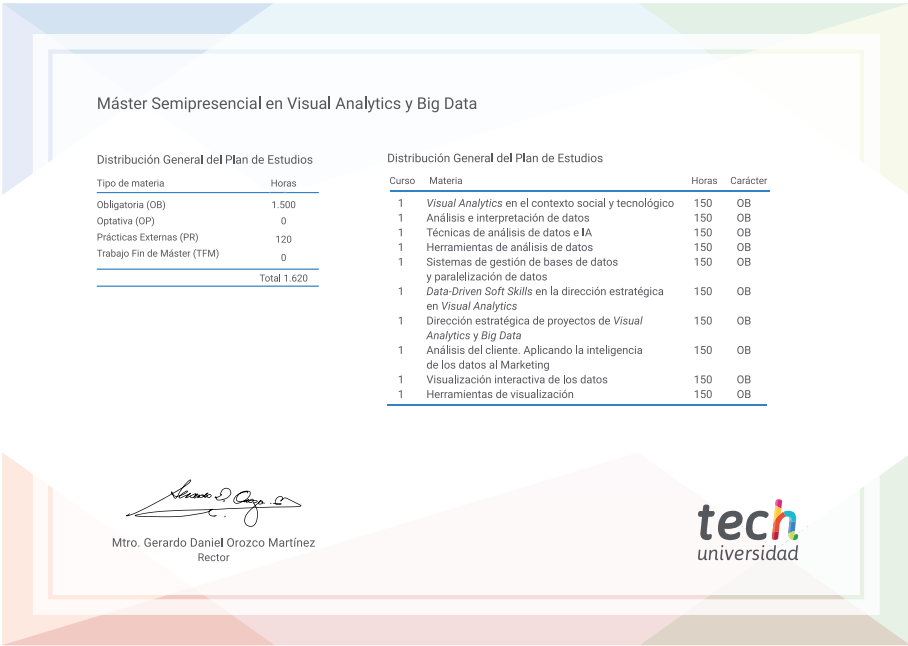 Máster Semipresencial en Visual Analytics y Big Data
Distribución General del Plan de Estudios
Tipo de materia Horas
Obligatoria (OB) 1.500
Optativa (OP) 0
Prácticas Externas (PR) 120
Trabajo Fin de Máster (TFM) 0
Total 1.620
Distribución General del Plan de Estudios
Curso Materia Horas Carácter
1 Visual Analytics en el contexto social y tecnológico 150 OB
1 Análisis e interpretación de datos 150 OB
1 Técnicas de análisis de datos e IA 150 OB
1 Herramientas de análisis de datos 150 OB
1 Sistemas de gestión de bases de datos 150 OB
y paralelización de datos
1 Data-Driven Soft Skills en la dirección estratégica 150 OB
en Visual Analytics
1 Dirección estratégica de proyectos de Visual 150 OB
Analytics y Big Data
1 Análisis del cliente. Aplicando la inteligencia 150 OB
de los datos al Marketing
1 Visualización interactiva de los datos 150 OB
1 Herramientas de visualización 150 OB
Mtro. Gerardo Daniel Orozco Martínez
Rector
tech
universidad